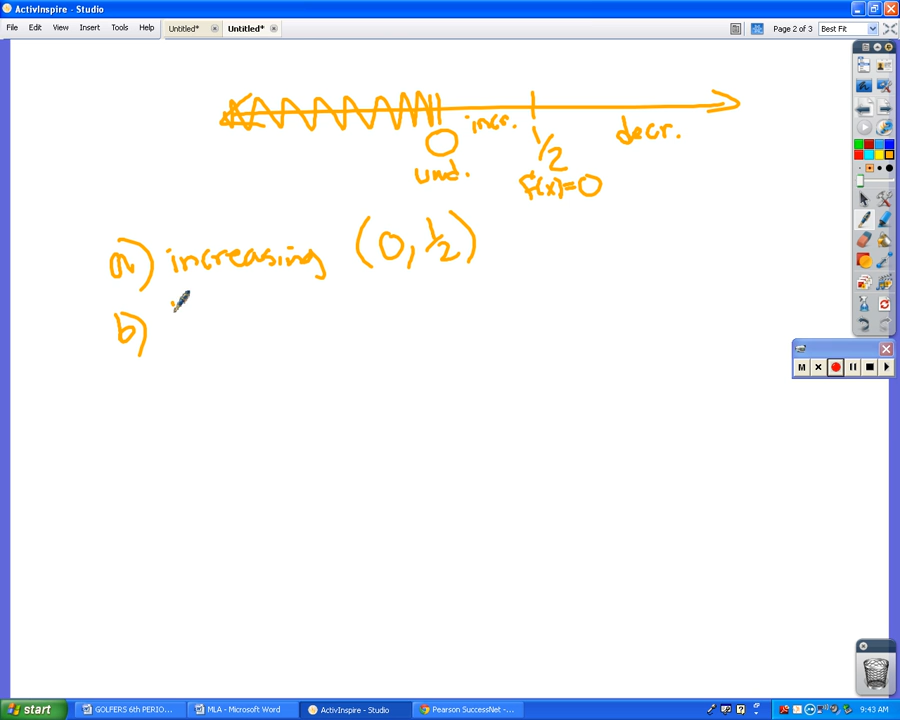 ActivInspire - Studio
File Edit View Insert Tools Help Untitled* Untitled* Page 2 of 3 Best Fit
incr. decr.
0 1/2
und. f(x)=0
a) increasing (0, 1/2)
b)
M
start GOLFERS 6th PERIO... MLA - Microsoft Word ActivInspire - Studio Pearson SuccessNet - ... 9:43 AM